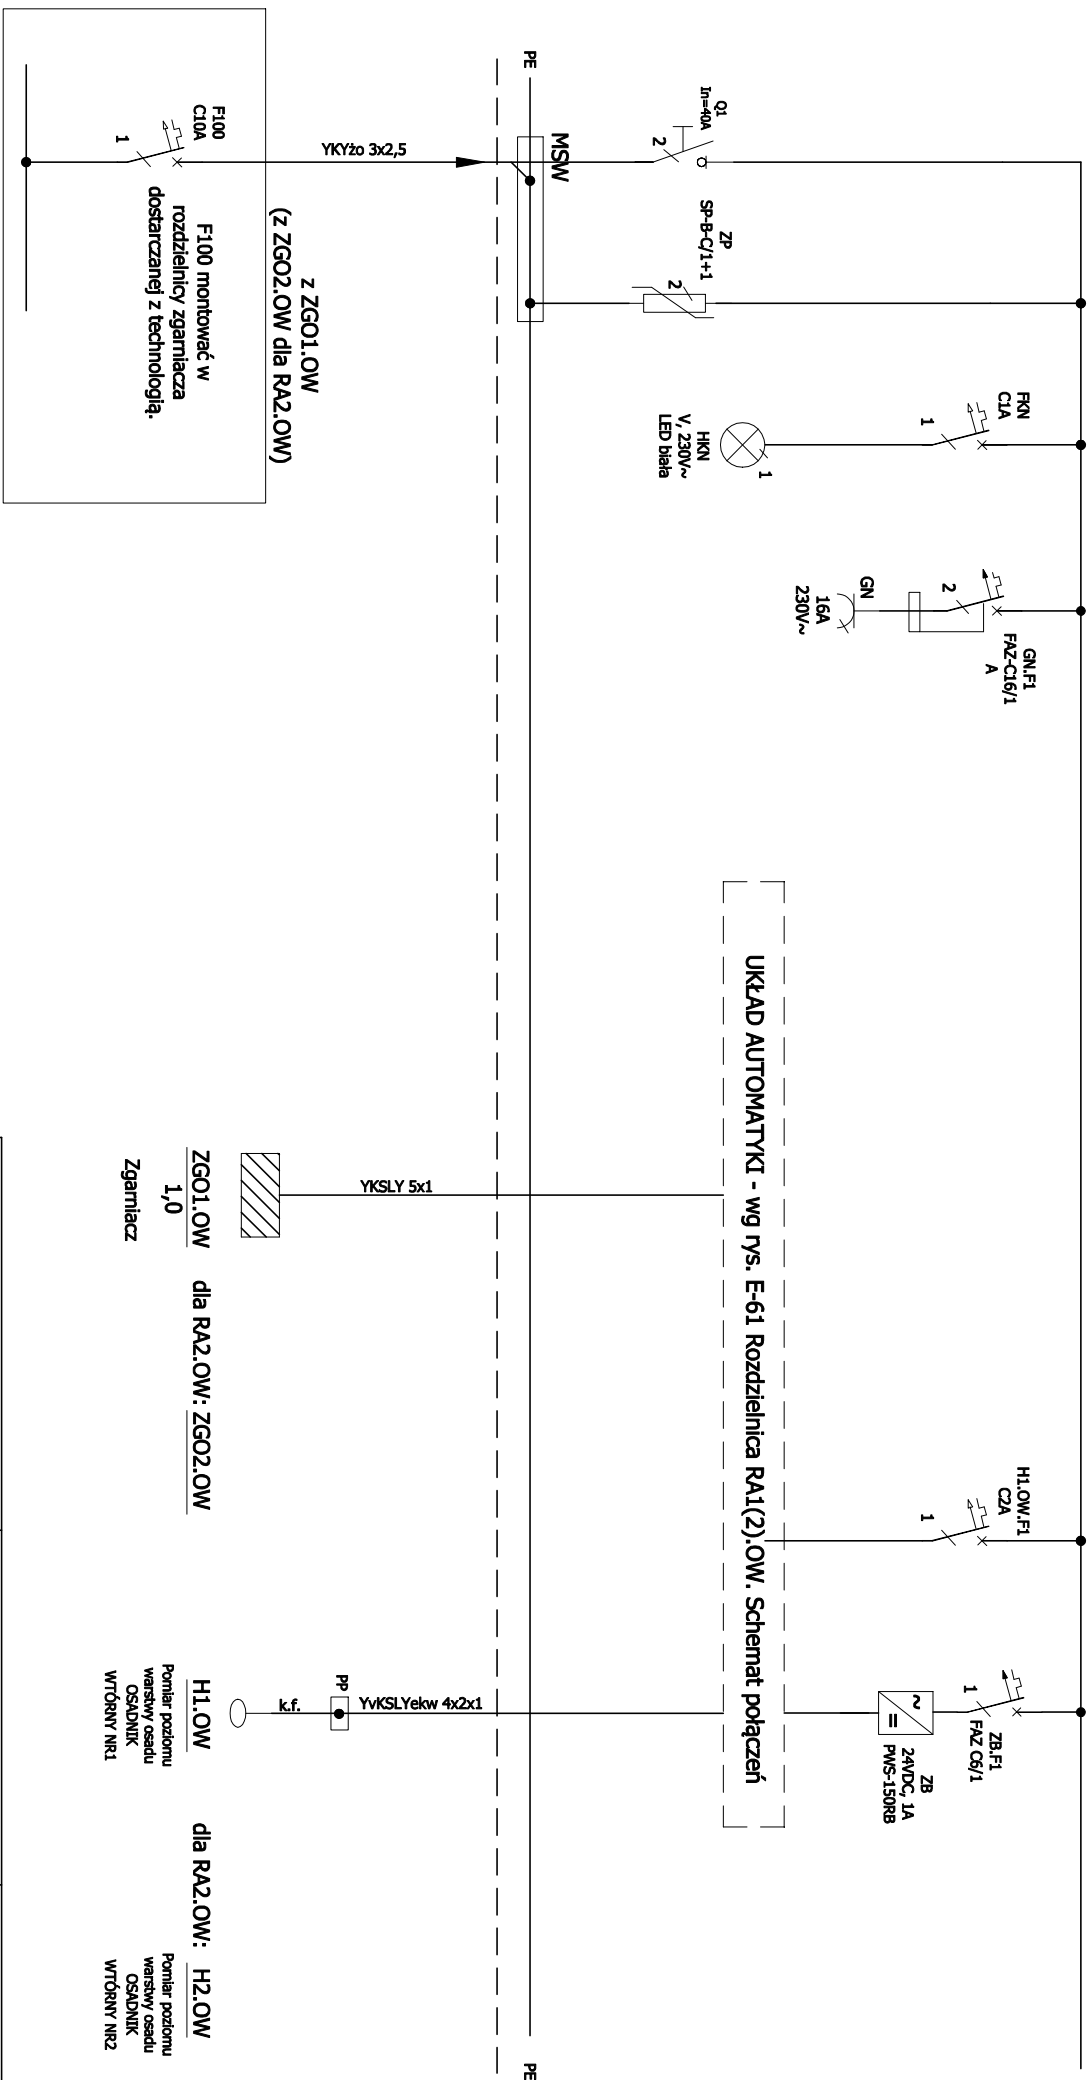 PE
Q1
In=40A
2
MSW
ZP
SP-B-C/1+1
2
FKN
C1A
1
HKN
V, 230V~
LED biała
1
GN.F1
FAZ-C16/1
A
2
GN
16A
230V~
F100
C10A
1
YKYżo 3x2,5
F100 montować w
rozdzielnicy zgarniacza
dostarczanej z technologią.
z ZGO1.OW
(z ZGO2.OW dla RA2.OW)
UKŁAD AUTOMATYKI - wg rys. E-61 Rozdzielnica RA1(2).OW. Schemat połączeń
H1.OW.F1
C2A
1
ZB.F1
FAZ C6/1
1
~
=
ZB
24VDC, 1A
PWS-150RB
YKSLY 5x1
ZGO1.OW
1,0
Zgarniacz
dla RA2.OW: ZGO2.OW
YvKSLYekw 4x2x1
PP
k.f.
H1.OW
Pomiar poziomu
warstwy osadu
OSADNIK
WTÓRNY NR1
dla RA2.OW: H2.OW
Pomiar poziomu
warstwy osadu
OSADNIK
WTÓRNY NR2
PE